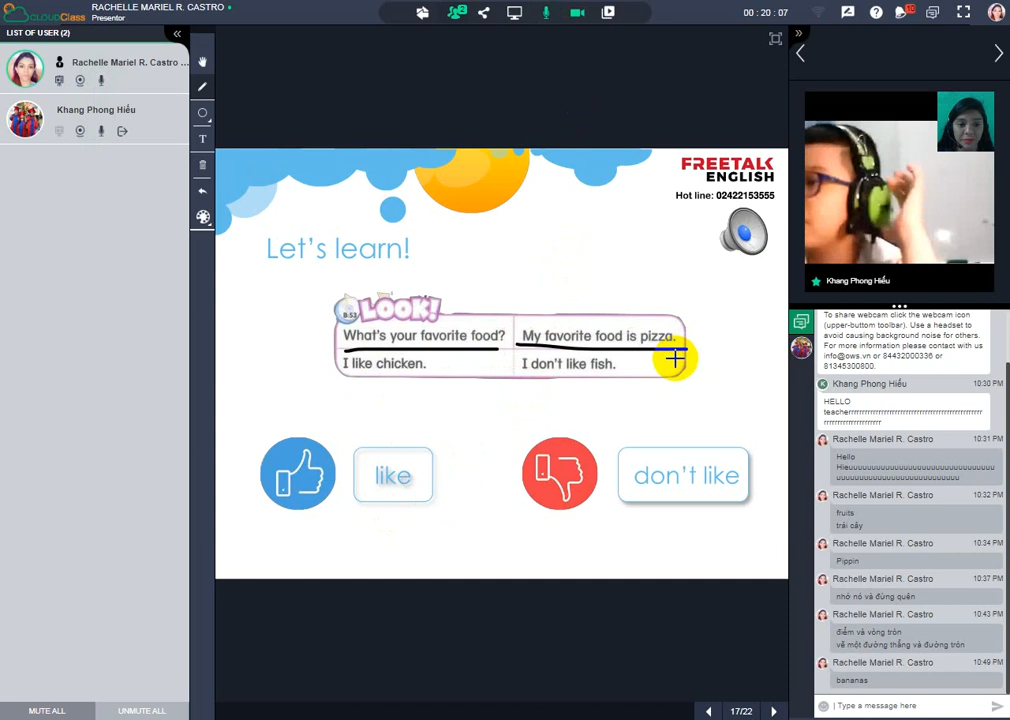 CLOUDClass
RACHELLE MARIEL R. CASTRO
Presentor
2
00 : 20 : 07
10
LIST OF USER (2)
Rachelle Mariel R. Castro ...
Khang Phong Hiếu
T
FREETALK
ENGLISH
Hot line: 02422153555
Let's learn!
B-53
LOOK!
What's your favorite food?
My favorite food is pizza.
I like chicken.
I don't like fish.
like
don't like
Khang Phong Hiếu
To share webcam click the webcam icon
(upper-buttom toolbar). Use a headset to
avoid causing background noise for others.
For more information please contact with us
info@ows.vn or 84432000336 or
81345300800.
K
Khang Phong Hiếu
10:30 PM
HELLO
Rachelle Mariel R. Castro
10:31 PM
Hello
Rachelle Mariel R. Castro
10:32 PM
fruits
trái cây
Rachelle Mariel R. Castro
10:34 PM
Pippin
Rachelle Mariel R. Castro
10:37 PM
nhớ nó và đừng quên
Rachelle Mariel R. Castro
10:43 PM
điểm và vòng tròn
vẽ một đường thẳng và đường tròn
Rachelle Mariel R. Castro
10:49 PM
bananas
Type a message here
MUTE ALL
UNMUTE ALL
17/22